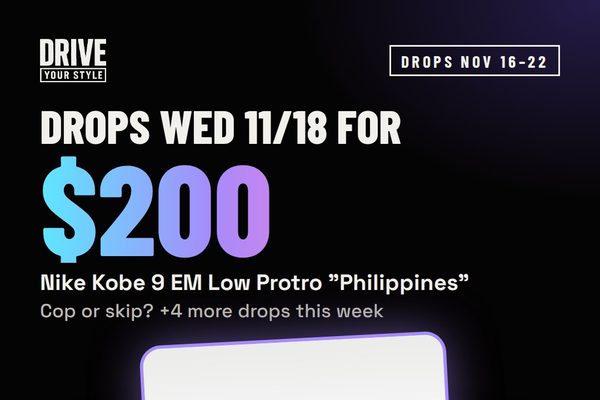 DRIVE
YOUR STYLE
DROPS NOV 16-22
DROPS WED 11/18 FOR
$200
Nike Kobe 9 EM Low Protro ”Philippines”
Cop or skip? +4 more drops this week